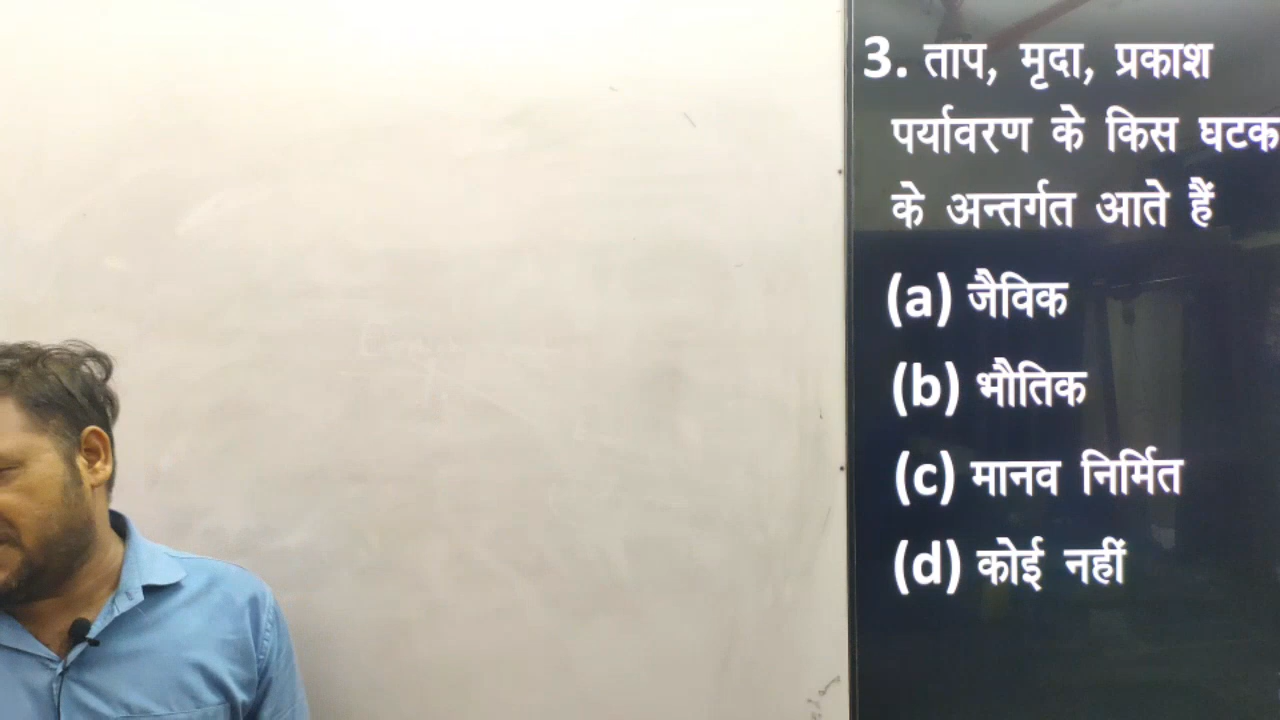 3. ताप, मृदा, प्रकाश
पर्यावरण के किस घटक
के अन्तर्गत आते हैं
(a) जैविक
(b) भौतिक
(c) मानव निर्मित
(d) कोई नहीं